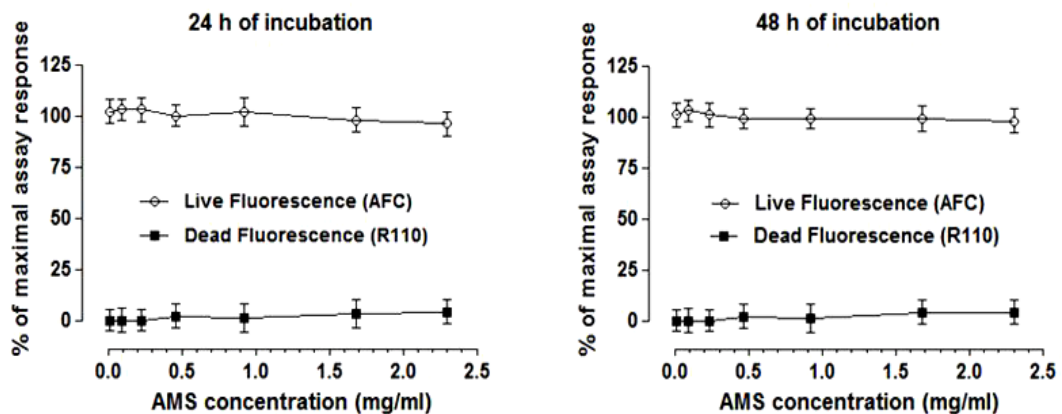 24 h of incubation
% of maximal assay response
125
100
75
50
25
0
Live Fluorescence (AFC)
Dead Fluorescence (R110)
0.0 0.5 1.0 1.5 2.0 2.5
AMS concentration (mg/ml)
48 h of incubation
% of maximal assay response
125
100
75
50
25
0
Live Fluorescence (AFC)
Dead Fluorescence (R110)
0.0 0.5 1.0 1.5 2.0 2.5
AMS concentration (mg/ml)